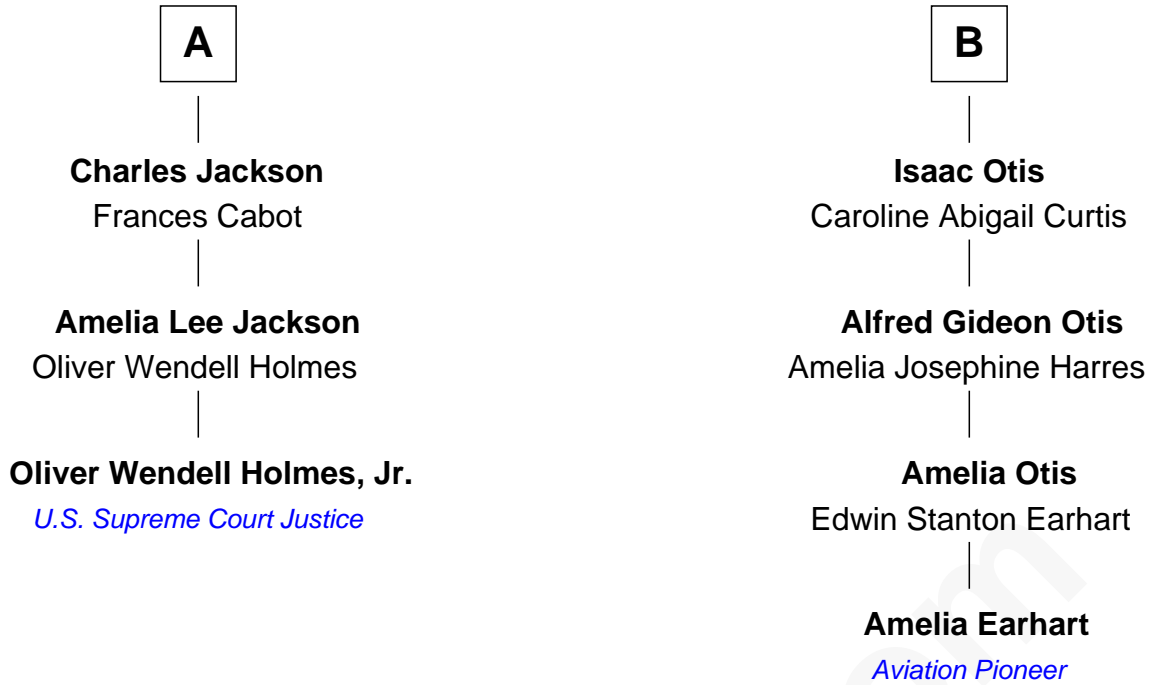 A
Charles Jackson
Frances Cabot
Amelia Lee Jackson
Oliver Wendell Holmes
Oliver Wendell Holmes, Jr.
U.S. Supreme Court Justice
B
Isaac Otis
Caroline Abigail Curtis
Alfred Gideon Otis
Amelia Josephine Harres
Amelia Otis
Edwin Stanton Earhart
Amelia Earhart
Aviation Pioneer